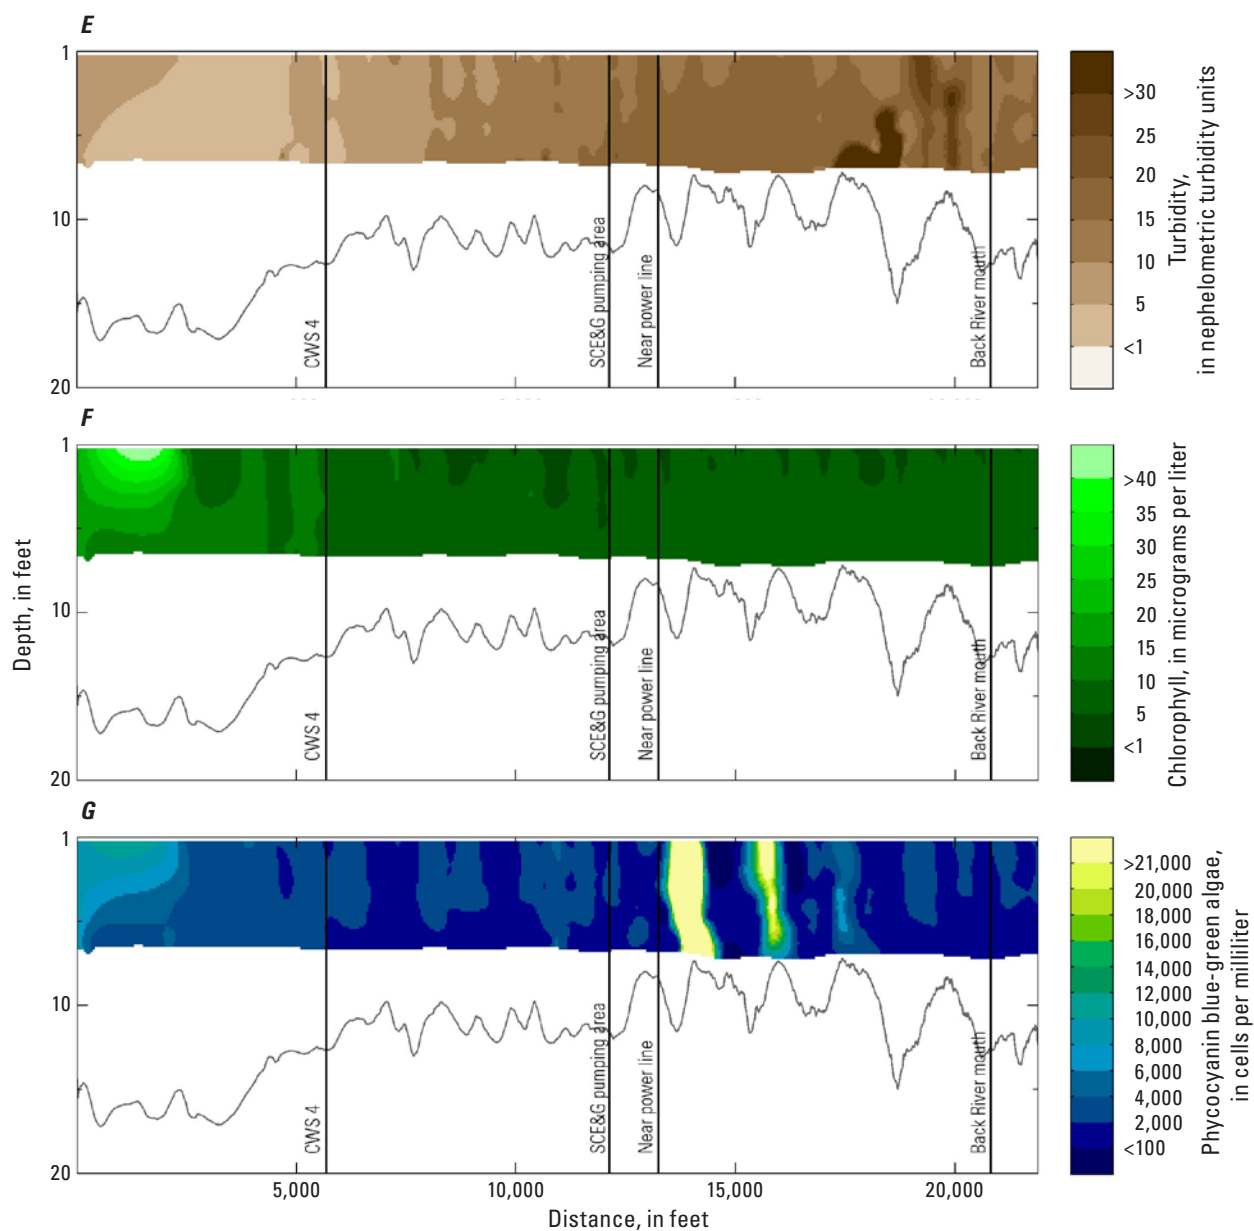 E
1
10
20
CWS 4
SCE&G pumping area
Near power line
Back River mouth
>30
25
20
15
10
5
<1
Turbidity,
in nephelometric turbidity units
F
1
10
20
Depth, in feet
CWS 4
SCE&G pumping area
Near power line
Back River mouth
>40
35
30
25
20
15
10
5
<1
Chlorophyll, in micrograms per liter
G
1
10
20
CWS 4
SCE&G pumping area
Near power line
Back River mouth
>21,000
20,000
18,000
16,000
14,000
12,000
10,000
8,000
6,000
4,000
2,000
<100
Phycocyanin blue-green algae,
in cells per milliliter
5,000 10,000 15,000 20,000
Distance, in feet